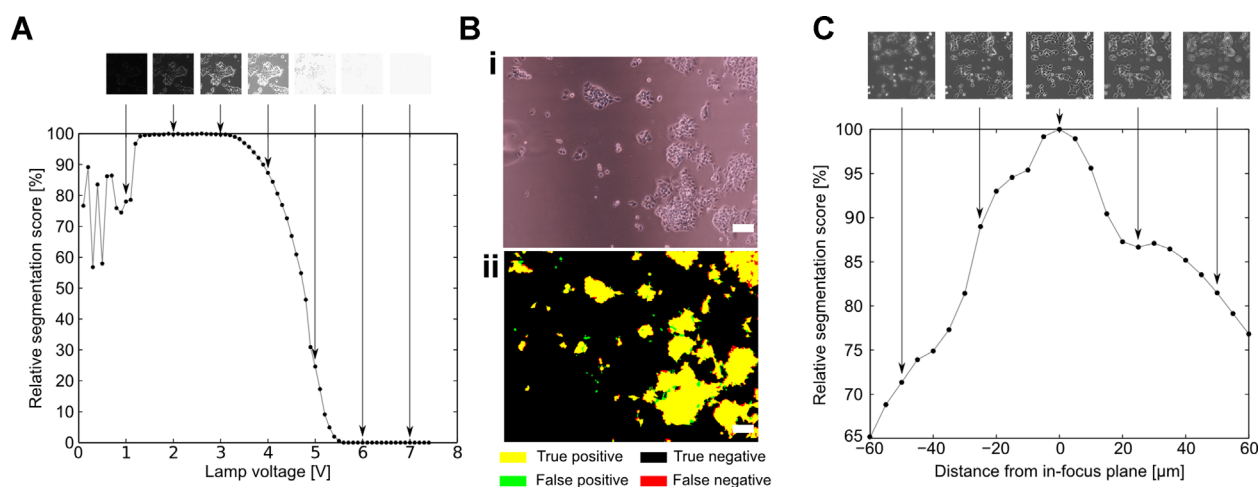 A
B
C
i
ii
Relative segmentation score [%]
100
90
80
70
60
50
40
30
20
10
0
0 1 2 3 4 5 6 7 8
Lamp voltage [V]
True positive
True negative
False positive
False negative
Relative segmentation score [%]
100
95
90
85
80
75
70
65
−60 −40 −20 0 20 40 60
Distance from in-focus plane [μm]